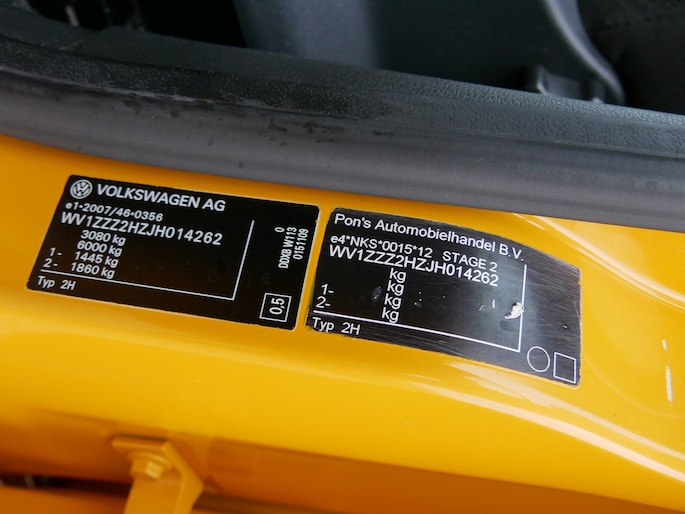 VOLKSWAGEN AG
e1-2007/46-0356
WV1ZZZ2HZJH014262
3080 kg
6000 kg
1- 1445 kg
2- 1860 kg
Typ 2H
0
DDXB W113
0151109
0,5
Pon's Automobielhandel B.V.
e4*NKS*0015*12 STAGE 2
WV1ZZZ2HZJH014262
kg
kg
1- kg
2- kg
Typ 2H